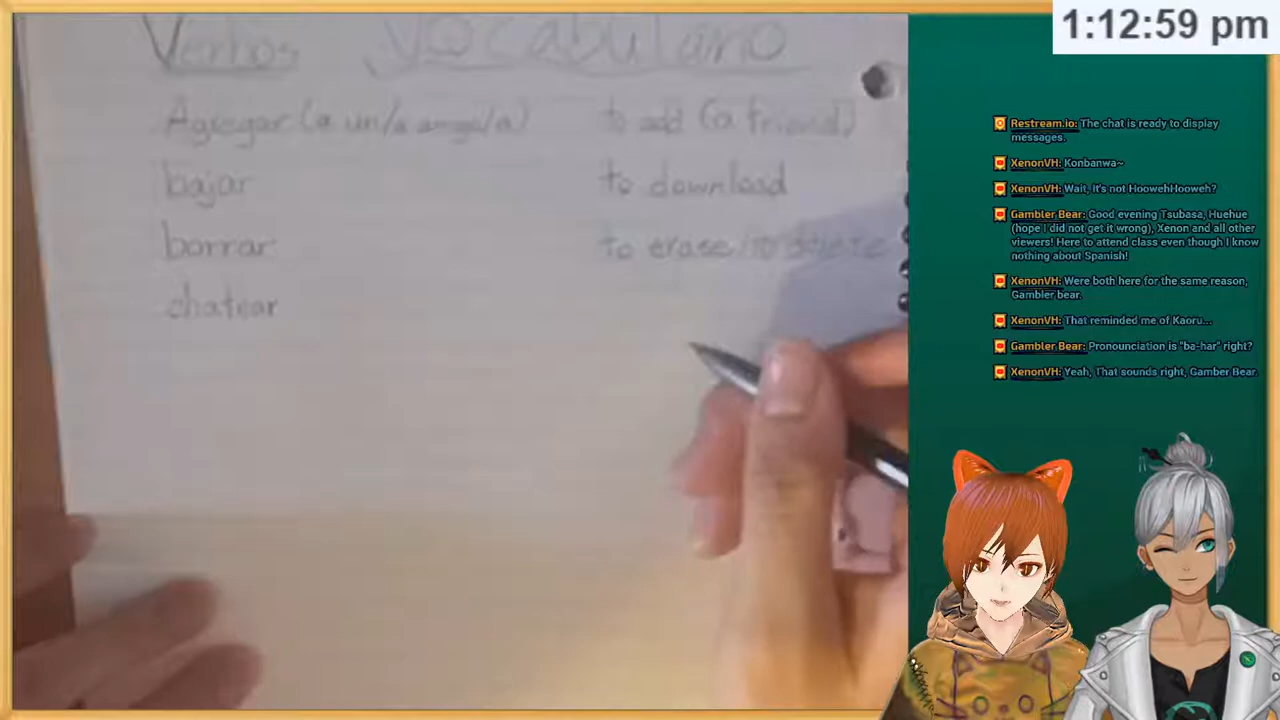 1:12:59 pm
Verbos Vocabulario
Agregar (a un/a amigo/a) to add (a friend)
bajar to download
borrar to erase/to delete
chatear
Restream.io: The chat is ready to display
messages.
XenonVH: Konbanwa~
XenonVH: Wait, It's not HoowehHooweh?
Gambler Bear: Good evening Tsubasa, Huehue
(hope I did not get it wrong), Xenon and all other
viewers! Here to attend class even though I know
nothing about Spanish!
XenonVH: Were both here for the same reason,
Gambler bear.
XenonVH: That reminded me of Kaoru...
Gambler Bear: Pronounciation is "ba-har" right?
XenonVH: Yeah, That sounds right, Gamber Bear.